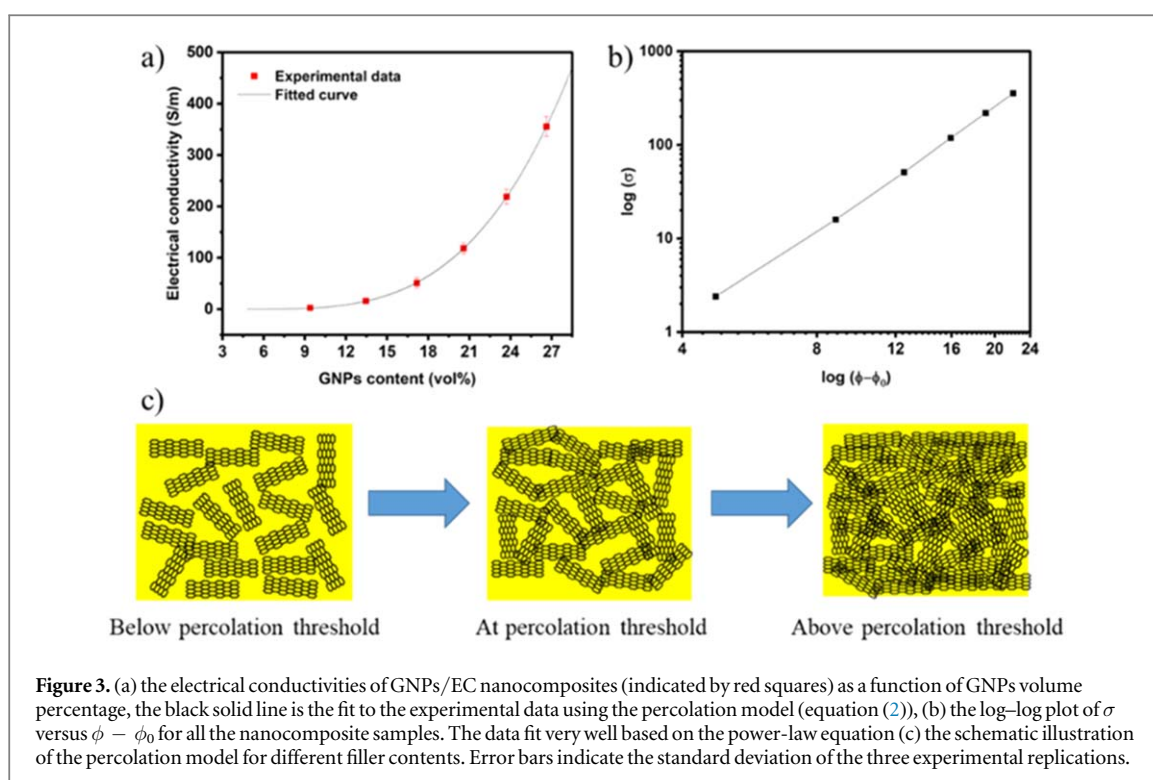 a)
500
400
300
200
100
0
Electrical conductivity (S/m)
Experimental data
Fitted curve
3 6 9 12 15 18 21 24 27
GNPs content (vol%)
b)
1000
100
10
1
log (σ)
4 8 12 16 20 24
log (ϕ–ϕ₀)
c)
Below percolation threshold
At percolation threshold
Above percolation threshold
Figure 3. (a) the electrical conductivities of GNPs/EC nanocomposites (indicated by red squares) as a function of GNPs volume
percentage, the black solid line is the fit to the experimental data using the percolation model (equation (2)), (b) the log–log plot of σ
versus ϕ − ϕ₀ for all the nanocomposite samples. The data fit very well based on the power-law equation (c) the schematic illustration
of the percolation model for different filler contents. Error bars indicate the standard deviation of the three experimental replications.